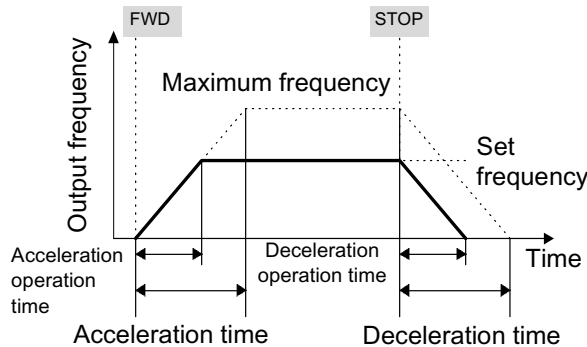 FWD
STOP
Output frequency
Maximum frequency
Set
frequency
Time
Acceleration
operation
time
Deceleration
operation time
Acceleration time
Deceleration time